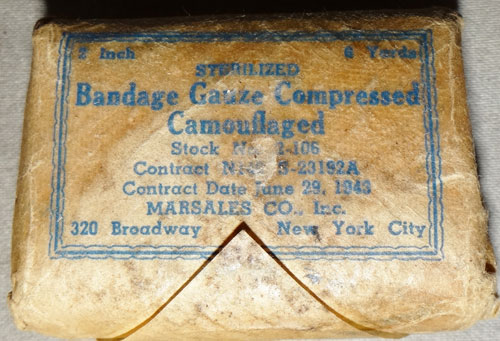 2 Inch 6 Yards
STERILIZED
Bandage Gauze Compressed
Camouflaged
Stock No. 2-106
Contract S-23192A
Contract Date June 29, 1943
MARSALES CO., Inc.
320 Broadway New York City